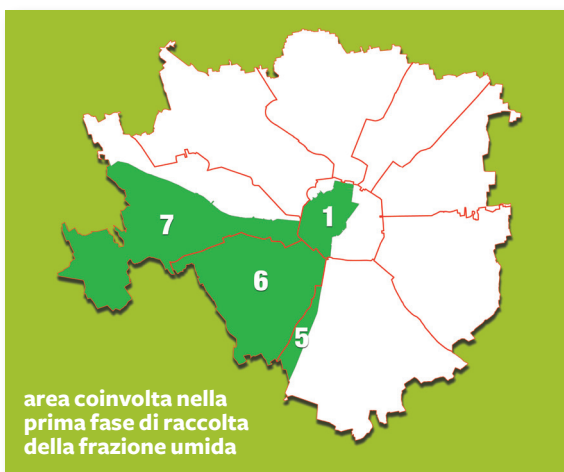 1
7
6
5
area coinvolta nella
prima fase di raccolta
della frazione umida